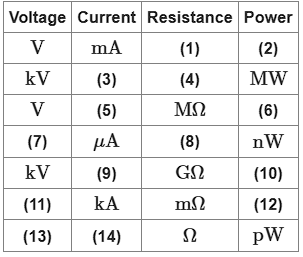 Voltage Current Resistance Power
V mA (1) (2)
kV (3) (4) MW
V (5) MΩ (6)
(7) μA (8) nW
kV (9) GΩ (10)
(11) kA mΩ (12)
(13) (14) Ω pW